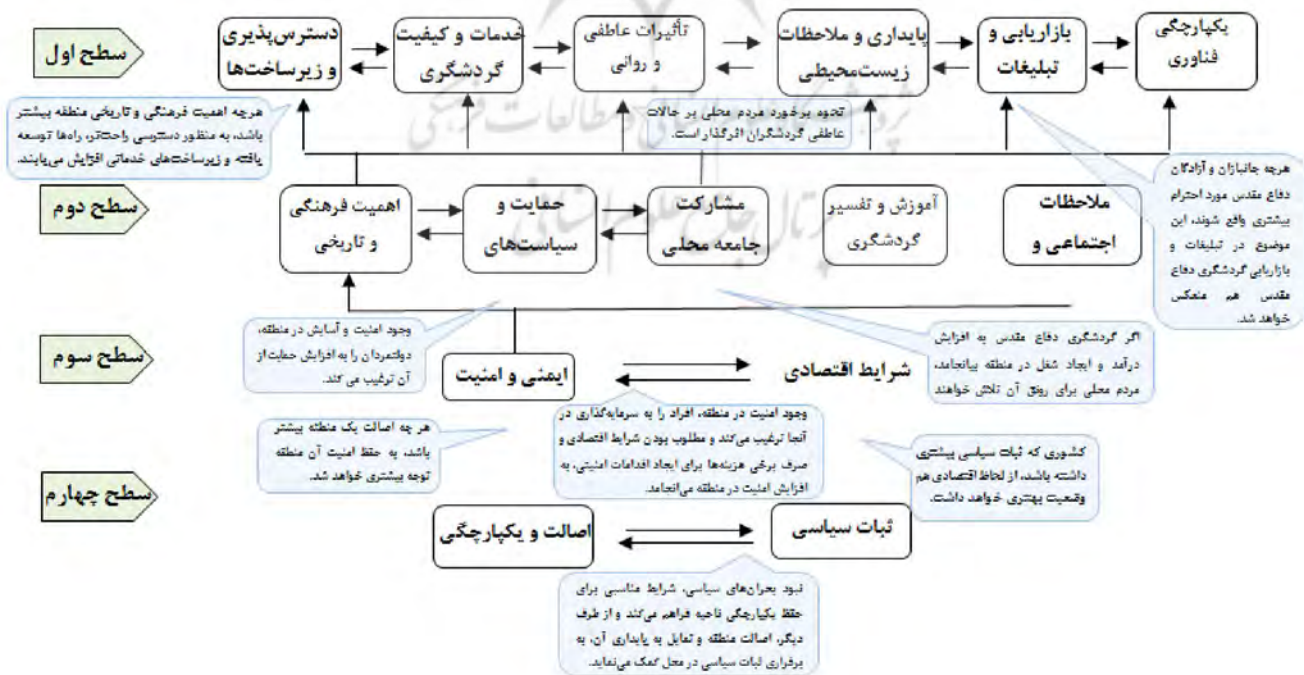 سطح اول
یکپارچگی
فناوری
بازاریابی و
تبلیغات
پایداری و ملاحظات
زیست‌محیطی
تأثیرات عاطفی
و روانی
خدمات و کیفیت
گردشگری
دسترس‌پذیری
و زیرساخت‌ها
هرچه اهمیت فرهنگی و تاریخی منطقه بیشتر
باشد، به منظور دسترسی راحت‌تر، راه‌ها توسعه
یافته و زیرساخت‌های خدماتی افزایش می‌یابند.
نحوه برخورد مردم محلی بر حالات
عاطفی گردشگران اثرگذار است.
هرچه جانبازان و آزادگان
دفاع مقدس مورد احترام
بیشتری واقع شوند، این
موضوع در تبلیغات و
بازاریابی گردشگری دفاع
مقدس هم منعکس
خواهد شد.
پژوهشگاه علوم انسانی و مطالعات فرهنگی
پرتال جامع علوم انسانی
سطح دوم
ملاحظات
اجتماعی و
آموزش و تفسیر
گردشگری
مشارکت
جامعه محلی
حمایت و
سیاست‌های
اهمیت فرهنگی
و تاریخی
وجود امنیت و آسایش در منطقه،
دولتمردان را به افزایش حمایت از
آن ترغیب می کند.
اگر گردشگری دفاع مقدس به افزایش
درآمد و ایجاد شغل در منطقه بیانجامد،
مردم محلی برای رونق آن تلاش خواهند
سطح سوم
شرایط اقتصادی
ایمنی و امنیت
هر چه اصالت یک منطقه بیشتر
باشد، به حفظ امنیت آن منطقه
توجه بیشتری خواهد شد.
وجود امنیت در منطقه، افراد را به سرمایه‌گذاری در
آنجا ترغیب می‌کند و مطلوب بودن شرایط اقتصادی و
صرف برخی هزینه‌ها برای ایجاد اقدامات امنیتی، به
افزایش امنیت در منطقه می‌انجامد.
کشوری که ثبات سیاسی بیشتری
داشته باشد، از لحاظ اقتصادی هم
وضعیت بهتری خواهد داشت.
سطح چهارم
ثبات سیاسی
اصالت و یکپارچگی
نبود بحران‌های سیاسی، شرایط مناسبی برای
حفظ یکپارچگی ناحیه فراهم می‌کند و از طرف
دیگر، اصالت منطقه و تمایل به پایداری آن، به
برقراری ثبات سیاسی در محل کمک می‌نماید.